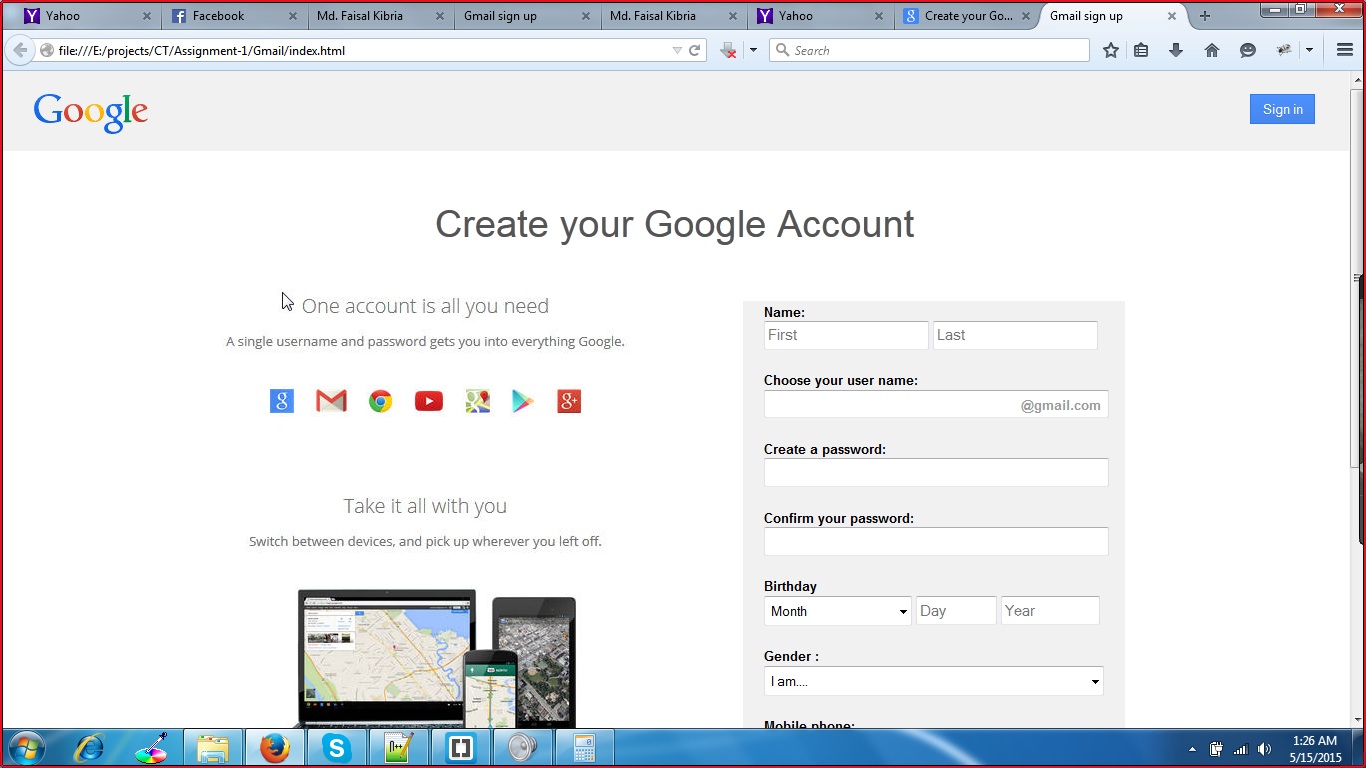 Yahoo
Facebook
Md. Faisal Kibria
Gmail sign up
Md. Faisal Kibria
Yahoo
Create your Go...
Gmail sign up
file:///E:/projects/CT/Assignment-1/Gmail/index.html
Search
Google
Sign in
Create your Google Account
One account is all you need
A single username and password gets you into everything Google.
Take it all with you
Switch between devices, and pick up wherever you left off.
Name:
First Last
Choose your user name:
@gmail.com
Create a password:
Confirm your password:
Birthday
Month Day Year
Gender :
I am....
Mobile phone:
1:26 AM
5/15/2015